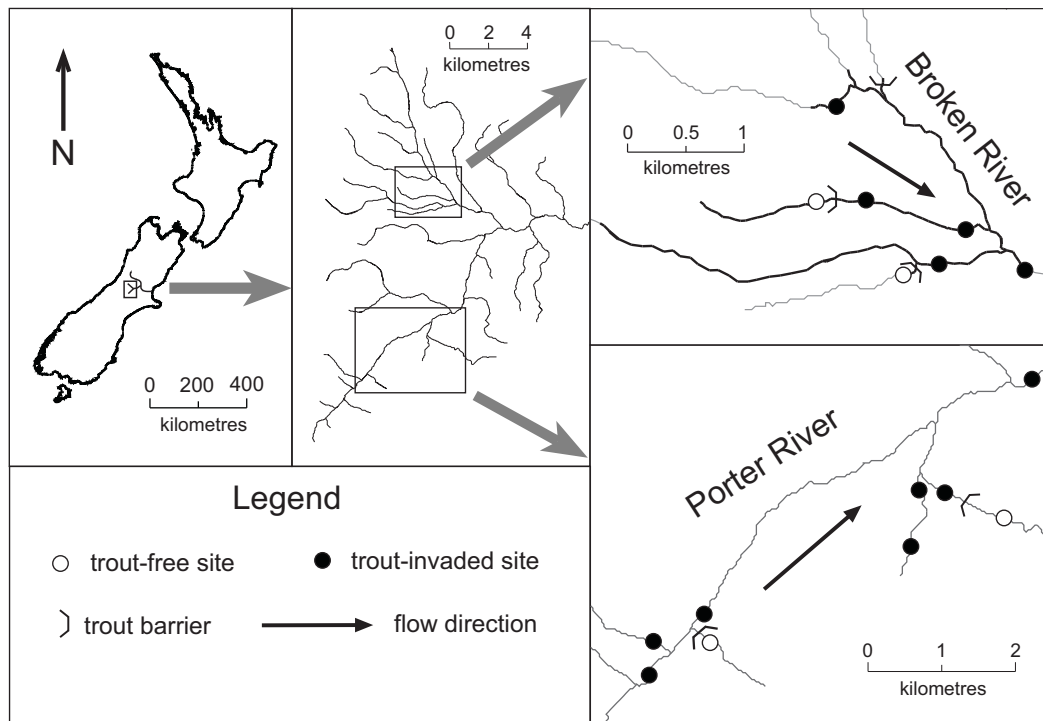 N
0 200 400
kilometres
0 2 4
kilometres
Broken River
0 0.5 1
kilometres
Porter River
0 1 2
kilometres
Legend
trout-free site
trout-invaded site
trout barrier
flow direction